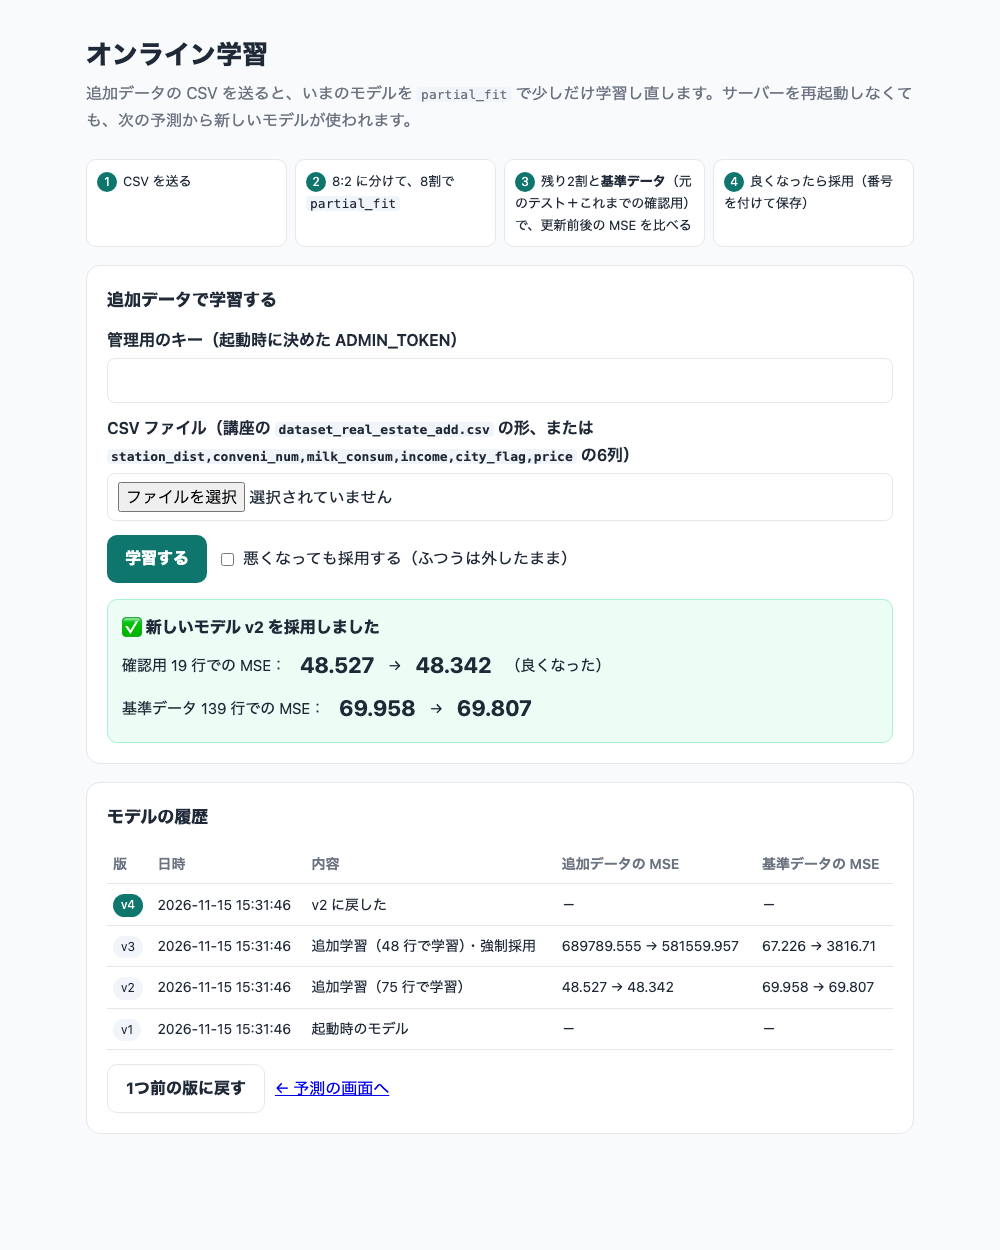 オンライン学習
追加データの CSV を送ると、いまのモデルを partial_fit で少しだけ学習し直します。サーバーを再起動しなくて
も、次の予測から新しいモデルが使われます。
1 CSV を送る
2 8:2 に分けて、8割で
partial_fit
3 残り2割と基準データ（元
のテスト＋これまでの確認用）
で、更新前後の MSE を比べる
4 良くなったら採用（番号
を付けて保存）
追加データで学習する
管理用のキー（起動時に決めた ADMIN_TOKEN）
CSV ファイル（講座の dataset_real_estate_add.csv の形、または
station_dist,conveni_num,milk_consum,income,city_flag,price の6列）
ファイルを選択 選択されていません
学習する 悪くなっても採用する（ふつうは外したまま）
✅ 新しいモデル v2 を採用しました
確認用 19 行での MSE： 48.527 → 48.342 （良くなった）
基準データ 139 行での MSE： 69.958 → 69.807
モデルの履歴
版 日時 内容 追加データの MSE 基準データの MSE
v4 2026-11-15 15:31:46 v2 に戻した — —
v3 2026-11-15 15:31:46 追加学習（48 行で学習）・強制採用 689789.555 → 581559.957 67.226 → 3816.71
v2 2026-11-15 15:31:46 追加学習（75 行で学習） 48.527 → 48.342 69.958 → 69.807
v1 2026-11-15 15:31:46 起動時のモデル — —
1つ前の版に戻す ← 予測の画面へ